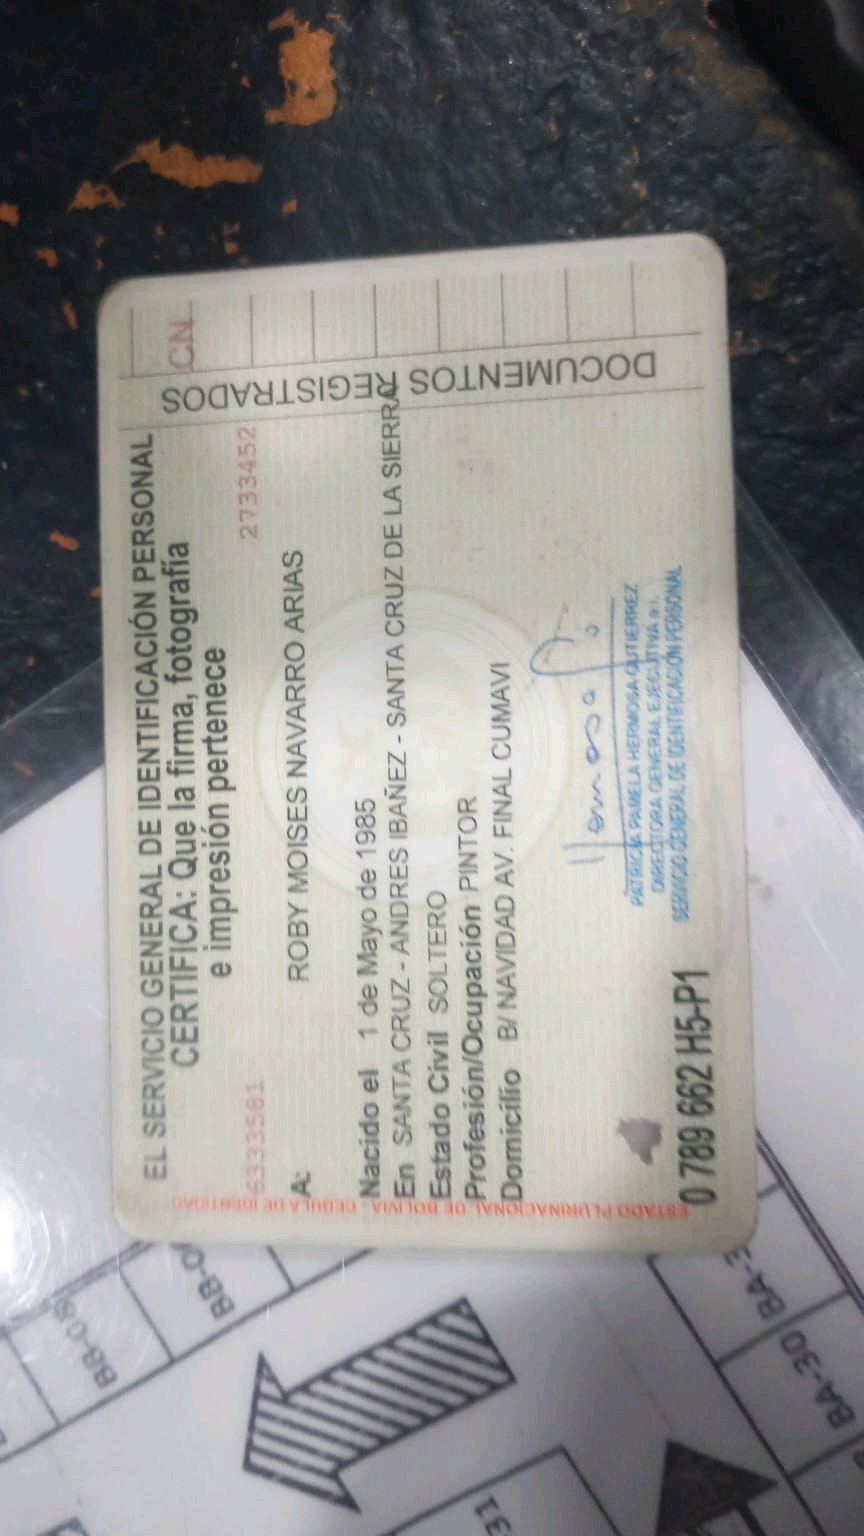 EL SERVICIO GENERAL DE IDENTIFICACIÓN PERSONAL
CERTIFICA: Que la firma, fotografía
e impresión pertenece
6333581 2733452
A: ROBY MOISES NAVARRO ARIAS
Nacido el 1 de Mayo de 1985
En SANTA CRUZ - ANDRES IBAÑEZ - SANTA CRUZ DE LA SIERRA
Estado Civil SOLTERO
Profesión/Ocupación PINTOR
Domicilio B/ NAVIDAD AV. FINAL CUMAVI
PATRICIA PAMELA HERMOSA GUTIERREZ
DIRECTORA GENERAL EJECUTIVA a.i.
SERVICIO GENERAL DE IDENTIFICACIÓN PERSONAL
0 789 662 H5-P1
ESTADO PLURINACIONAL DE BOLIVIA - CEDULA DE IDENTIDAD
DOCUMENTOS REGISTRADOS
CN
BB-08
BB-0
BA-3
BA-30
31